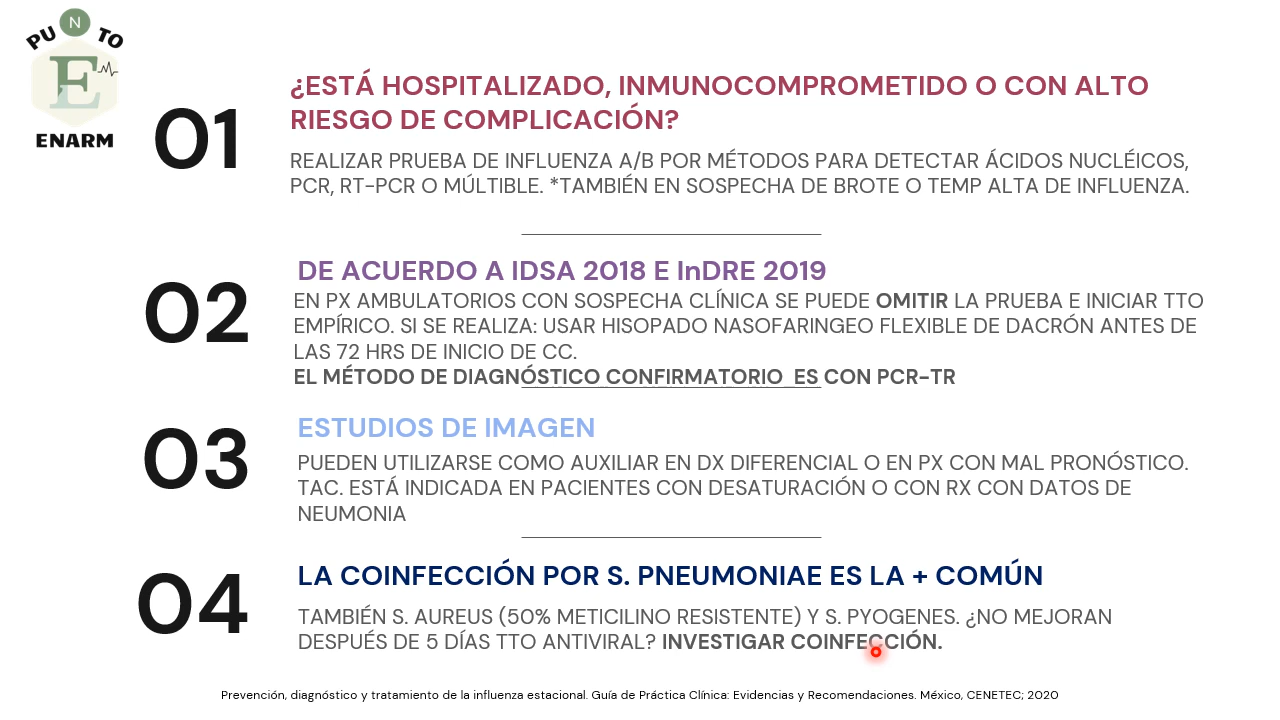 PUNTO
E
ENARM
01
¿ESTÁ HOSPITALIZADO, INMUNOCOMPROMETIDO O CON ALTO
RIESGO DE COMPLICACIÓN?
REALIZAR PRUEBA DE INFLUENZA A/B POR MÉTODOS PARA DETECTAR ÁCIDOS NUCLÉICOS,
PCR, RT-PCR O MÚLTIBLE. *TAMBIÉN EN SOSPECHA DE BROTE O TEMP ALTA DE INFLUENZA.
02
DE ACUERDO A IDSA 2018 E InDRE 2019
EN PX AMBULATORIOS CON SOSPECHA CLÍNICA SE PUEDE OMITIR LA PRUEBA E INICIAR TTO
EMPÍRICO. SI SE REALIZA: USAR HISOPADO NASOFARINGEO FLEXIBLE DE DACRÓN ANTES DE
LAS 72 HRS DE INICIO DE CC.
EL MÉTODO DE DIAGNÓSTICO CONFIRMATORIO ES CON PCR-TR
03
ESTUDIOS DE IMAGEN
PUEDEN UTILIZARSE COMO AUXILIAR EN DX DIFERENCIAL O EN PX CON MAL PRONÓSTICO.
TAC. ESTÁ INDICADA EN PACIENTES CON DESATURACIÓN O CON RX CON DATOS DE
NEUMONIA
04
LA COINFECCIÓN POR S. PNEUMONIAE ES LA + COMÚN
TAMBIÉN S. AUREUS (50% METICILINO RESISTENTE) Y S. PYOGENES. ¿NO MEJORAN
DESPUÉS DE 5 DÍAS TTO ANTIVIRAL? INVESTIGAR COINFECCIÓN.
Prevención, diagnóstico y tratamiento de la influenza estacional. Guía de Práctica Clínica: Evidencias y Recomendaciones. México, CENETEC; 2020